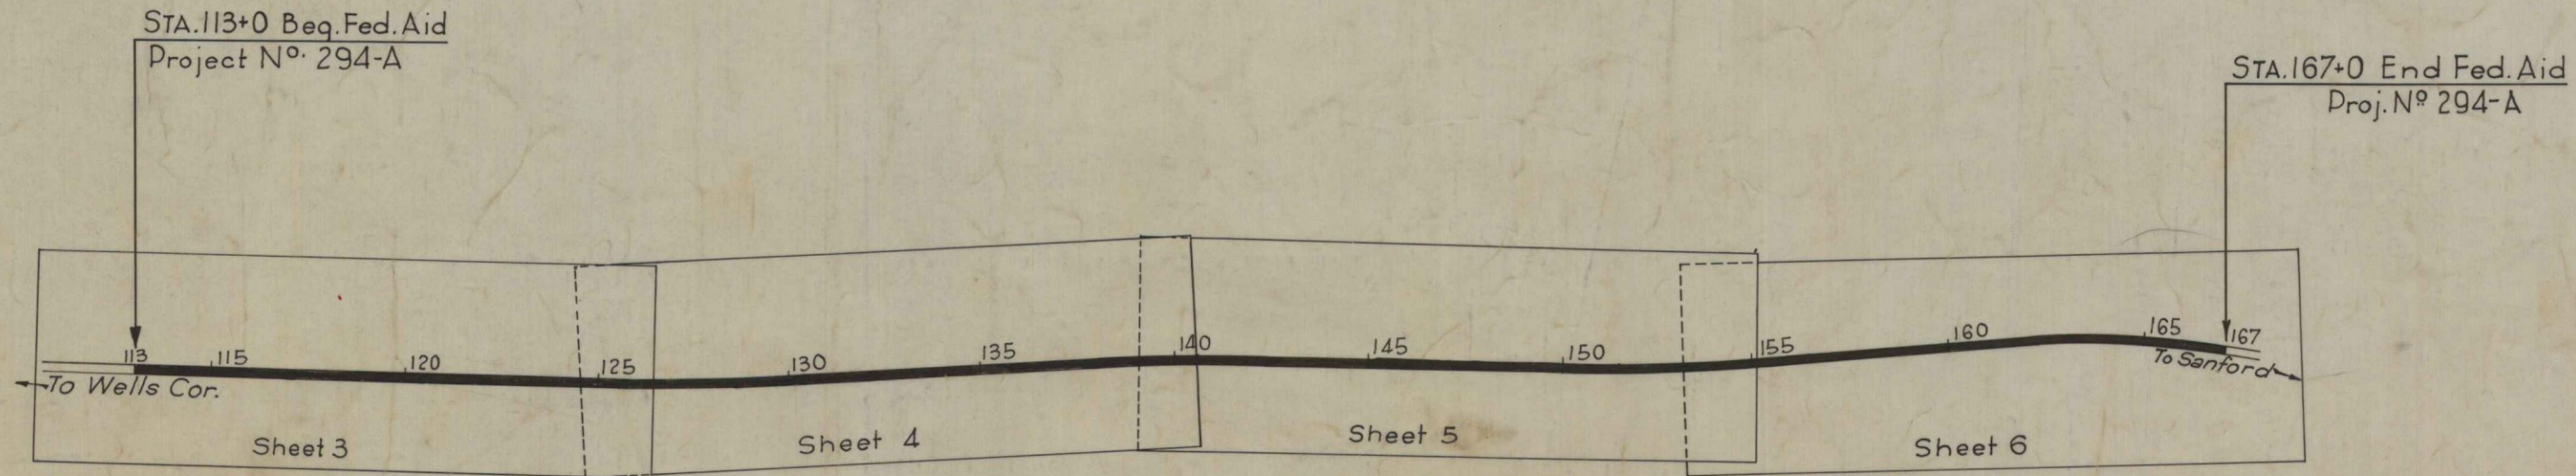 STA.113+0 Beg.Fed.Aid
Project Nº. 294-A
STA.167+0 End Fed.Aid
Proj.Nº 294-A
113 115 120 125 130 135 140 145 150 155 160 165 167
To Wells Cor.
To Sanford
Sheet 3
Sheet 4
Sheet 5
Sheet 6